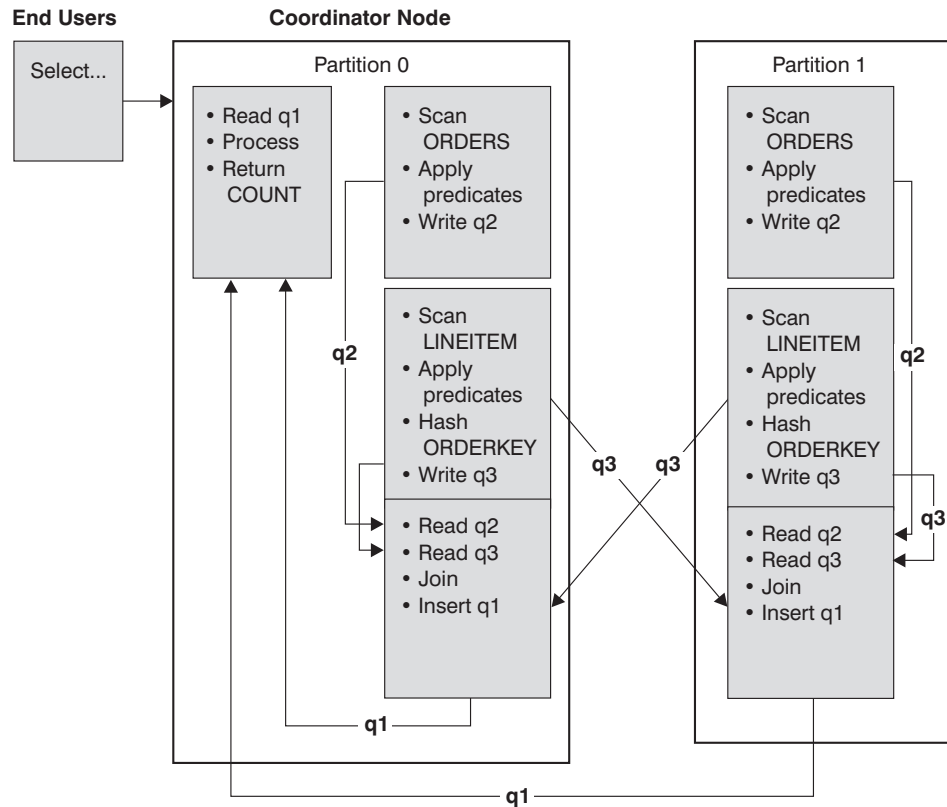 End Users
Coordinator Node
Select...
Partition 0
• Read q1
• Process
• Return
COUNT
• Scan
ORDERS
• Apply
predicates
• Write q2
q2
• Scan
LINEITEM
• Apply
predicates
• Hash
ORDERKEY
• Write q3
• Read q2
• Read q3
• Join
• Insert q1
q1
q3
q3
Partition 1
• Scan
ORDERS
• Apply
predicates
• Write q2
q2
• Scan
LINEITEM
• Apply
predicates
• Hash
ORDERKEY
• Write q3
q3
• Read q2
• Read q3
• Join
• Insert q1
q1